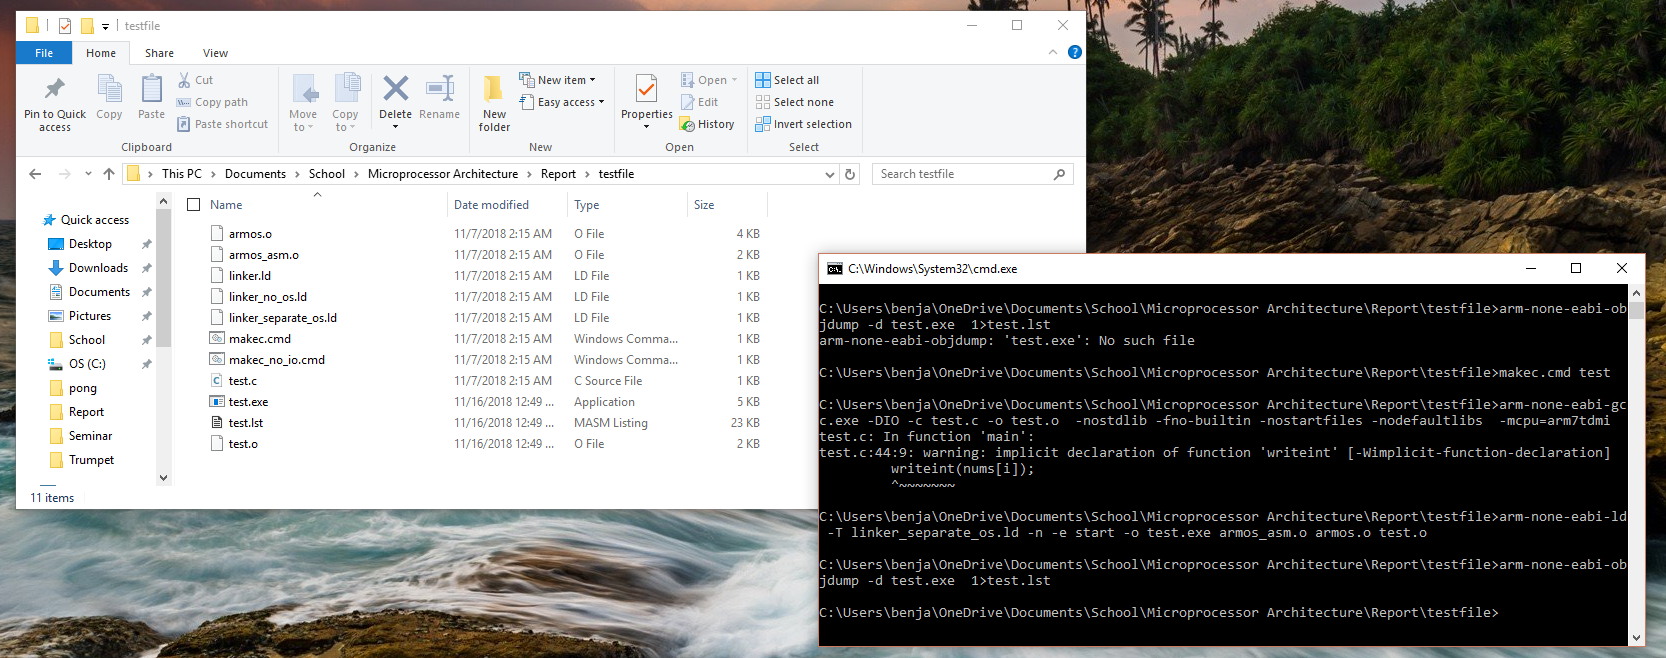 testfile
File Home Share View
Pin to Quick access
Copy
Paste
Cut
Copy path
Paste shortcut
Clipboard
Move to
Copy to
Delete
Rename
Organize
New folder
New item
Easy access
New
Properties
Open
Edit
History
Open
Select all
Select none
Invert selection
Select
This PC > Documents > School > Microprocessor Architecture > Report > testfile
Search testfile
Quick access
Desktop
Downloads
Documents
Pictures
School
OS (C:)
pong
Report
Seminar
Trumpet
Name Date modified Type Size
armos.o 11/7/2018 2:15 AM O File 4 KB
armos_asm.o 11/7/2018 2:15 AM O File 2 KB
linker.ld 11/7/2018 2:15 AM LD File 1 KB
linker_no_os.ld 11/7/2018 2:15 AM LD File 1 KB
linker_separate_os.ld 11/7/2018 2:15 AM LD File 1 KB
makec.cmd 11/7/2018 2:15 AM Windows Comma... 1 KB
makec_no_io.cmd 11/7/2018 2:15 AM Windows Comma... 1 KB
test.c 11/7/2018 2:15 AM C Source File 1 KB
test.exe 11/16/2018 12:49 ... Application 5 KB
test.lst 11/16/2018 12:49 ... MASM Listing 23 KB
test.o 11/16/2018 12:49 ... O File 2 KB
11 items
C:\Windows\System32\cmd.exe
C:\Users\benja\OneDrive\Documents\School\Microprocessor Architecture\Report\testfile>arm-none-eabi-ob
jdump -d test.exe  1>test.lst
arm-none-eabi-objdump: 'test.exe': No such file
C:\Users\benja\OneDrive\Documents\School\Microprocessor Architecture\Report\testfile>makec.cmd test
C:\Users\benja\OneDrive\Documents\School\Microprocessor Architecture\Report\testfile>arm-none-eabi-gc
c.exe -DIO -c test.c -o test.o  -nostdlib -fno-builtin -nostartfiles -nodefaultlibs  -mcpu=arm7tdmi
test.c: In function 'main':
test.c:44:9: warning: implicit declaration of function 'writeint' [-Wimplicit-function-declaration]
writeint(nums[i]);
^~~~~~~~
C:\Users\benja\OneDrive\Documents\School\Microprocessor Architecture\Report\testfile>arm-none-eabi-ld
-T linker_separate_os.ld -n -e start -o test.exe armos_asm.o armos.o test.o
C:\Users\benja\OneDrive\Documents\School\Microprocessor Architecture\Report\testfile>arm-none-eabi-ob
jdump -d test.exe  1>test.lst
C:\Users\benja\OneDrive\Documents\School\Microprocessor Architecture\Report\testfile>